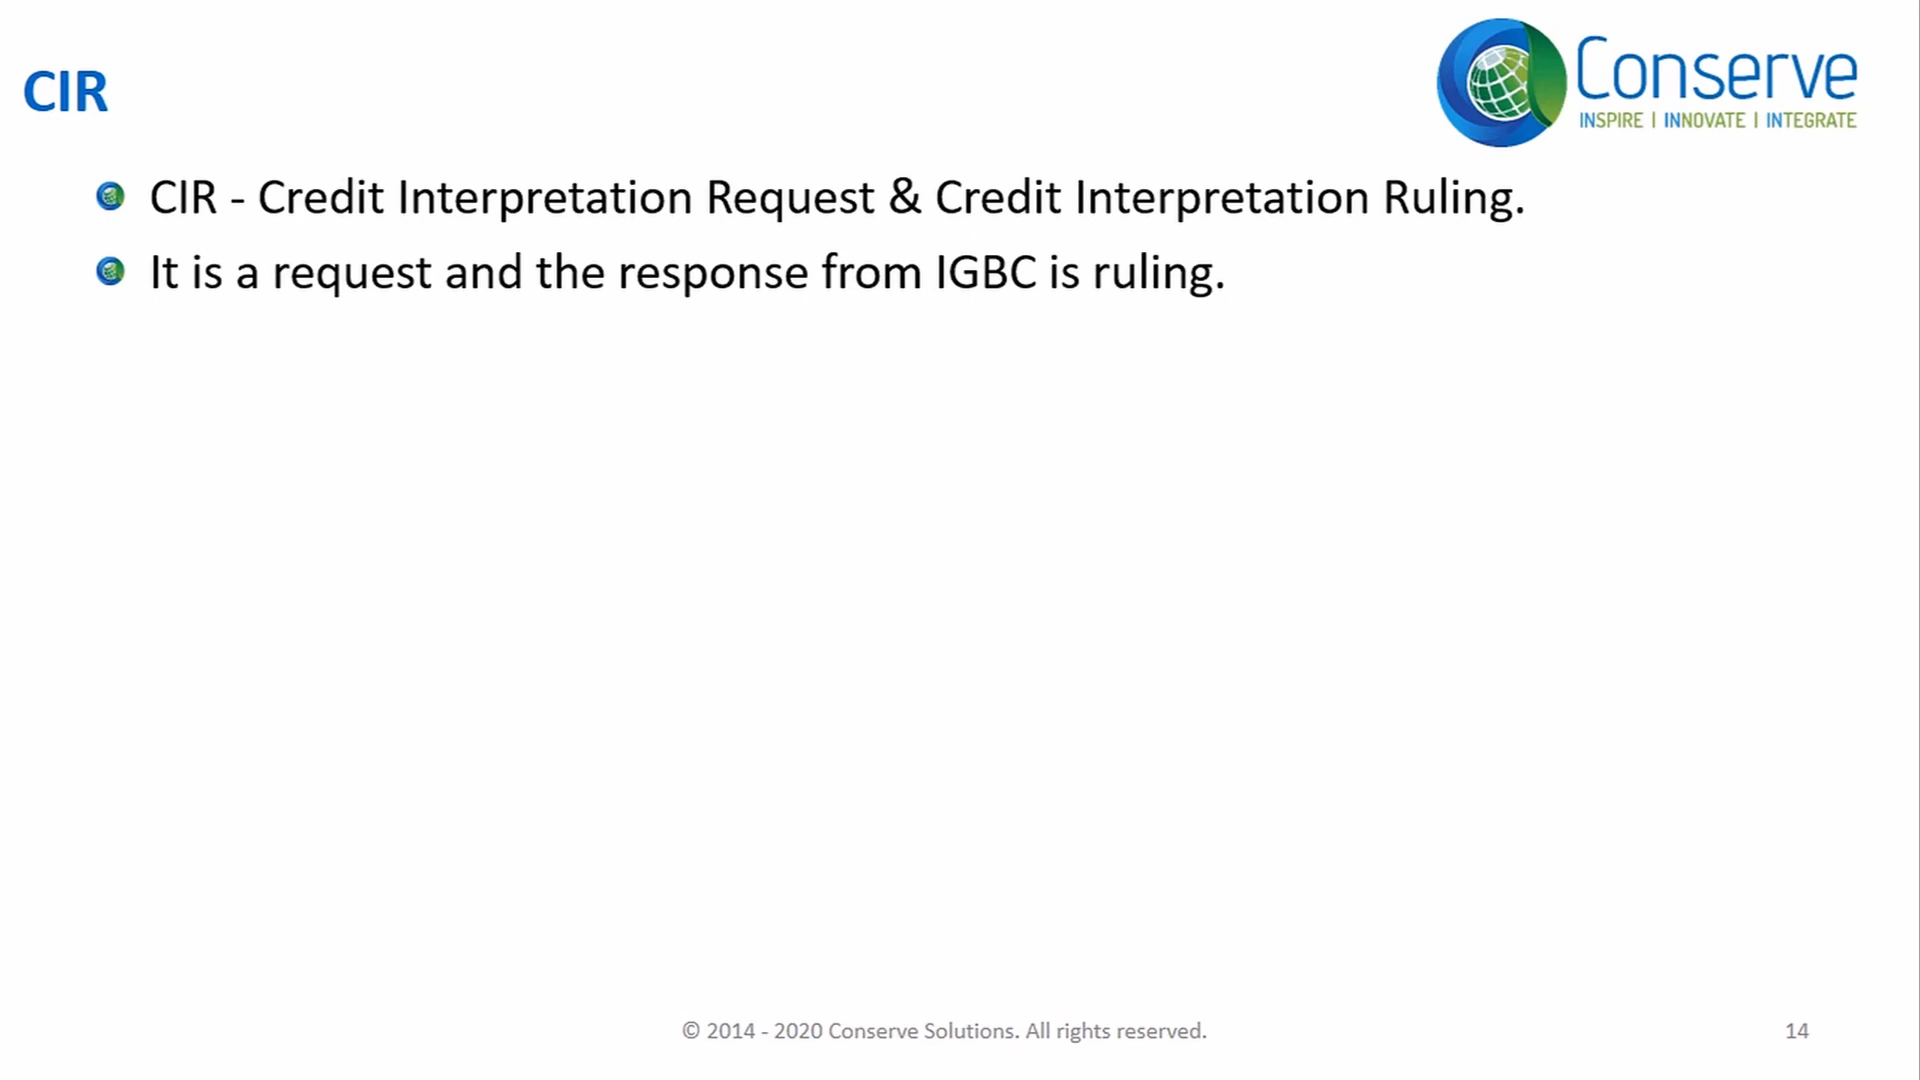 CIR
Conserve
INSPIRE | INNOVATE | INTEGRATE
CIR - Credit Interpretation Request & Credit Interpretation Ruling.
It is a request and the response from IGBC is ruling.
© 2014 - 2020 Conserve Solutions. All rights reserved.
14